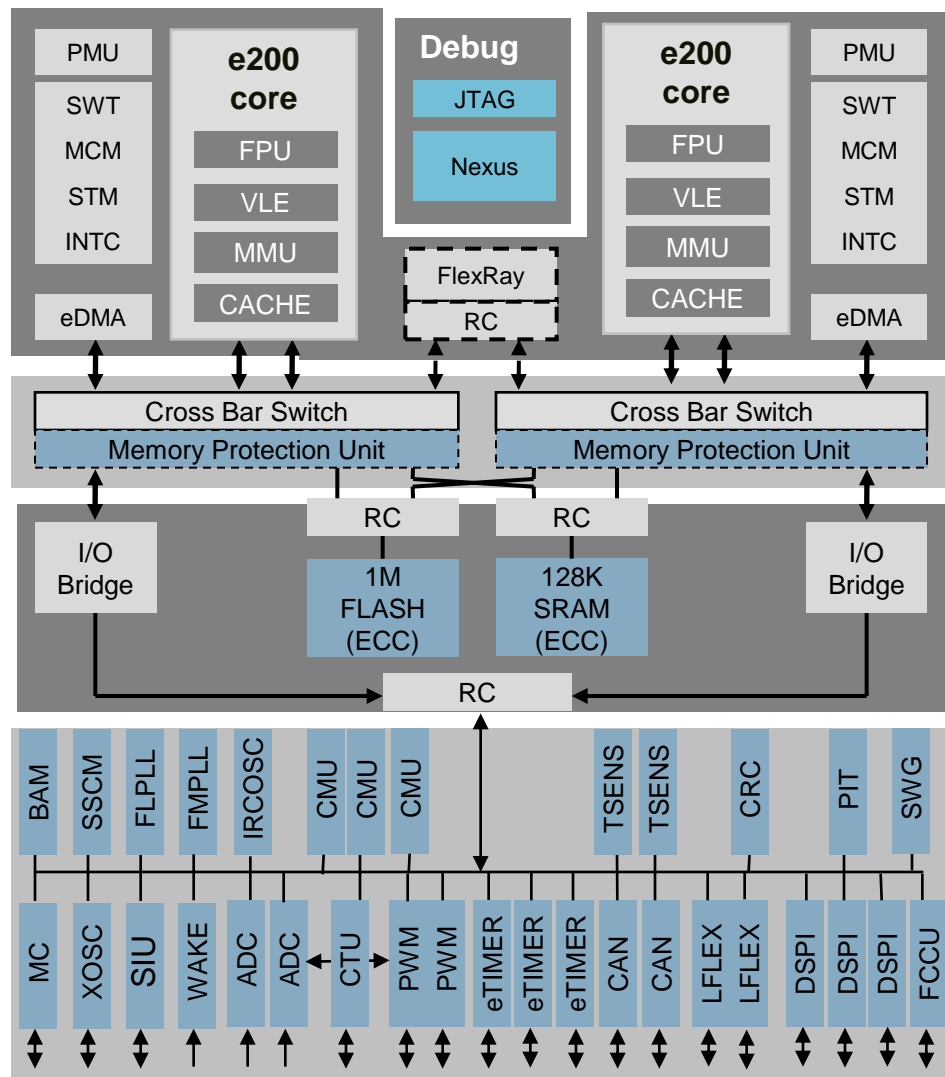 PMU
SWT
MCM
STM
INTC
eDMA
e200
core
FPU
VLE
MMU
CACHE
Debug
JTAG
Nexus
FlexRay
RC
e200
core
FPU
VLE
MMU
CACHE
PMU
SWT
MCM
STM
INTC
eDMA
Cross Bar Switch
Memory Protection Unit
Cross Bar Switch
Memory Protection Unit
I/O
Bridge
RC
1M
FLASH
(ECC)
RC
128K
SRAM
(ECC)
I/O
Bridge
RC
BAM
SSCM
FLPLL
FMPLL
IRCOSC
CMU
CMU
CMU
TSENS
TSENS
CRC
PIT
SWG
MC
XOSC
SIU
WAKE
ADC
ADC
CTU
PWM
PWM
eTIMER
eTIMER
eTIMER
CAN
CAN
LFLEX
LFLEX
DSPI
DSPI
DSPI
FCCU